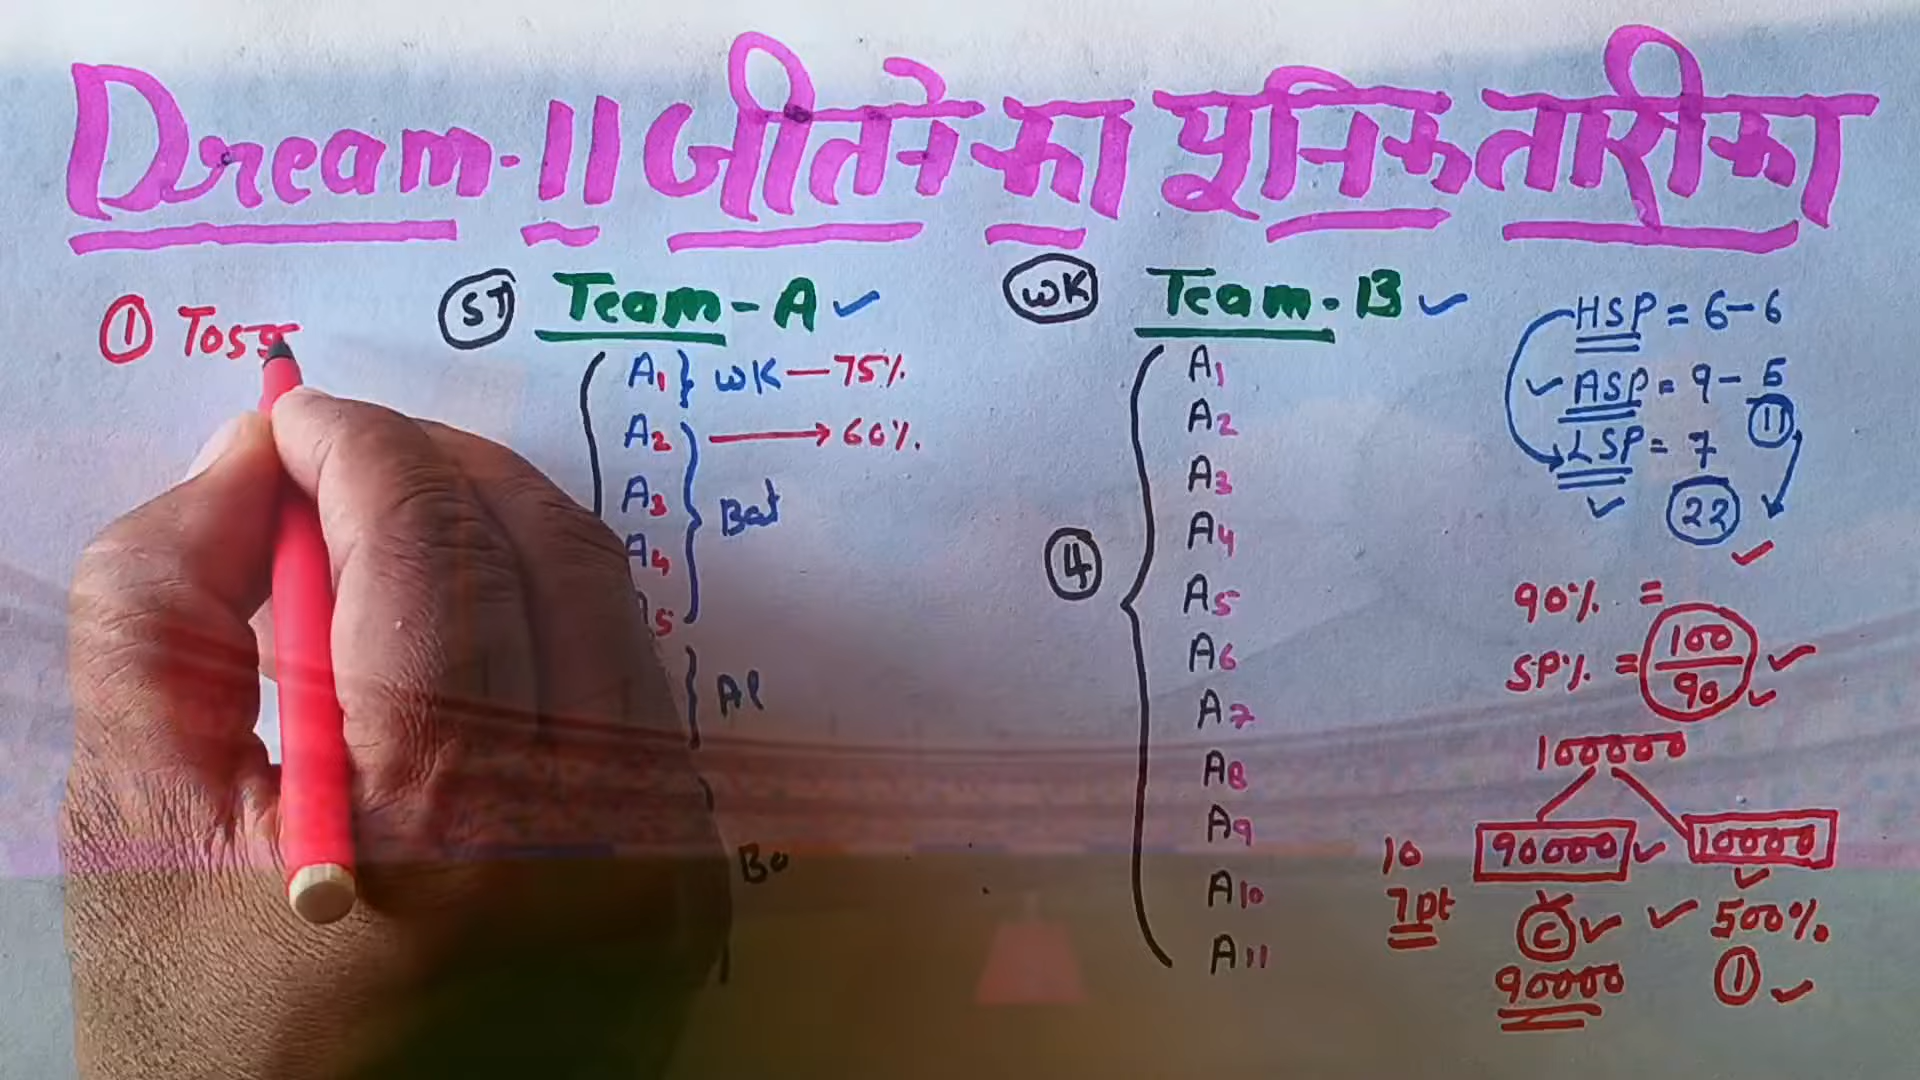 Dream-11 जीतने का यूनिक तारीका
① Toss
ST Team-A ✓
A1 } WK — 75%
A2 → 60%.
A3
Bat
A4
A5
Al
Bo
WK Team-B ✓
A1
A2
A3
A4
4
A5
A6
A7
A8
A9
A10
A11
HSP = 6-6
✓ ASP = 9-5
①
LSP = 7
✓ 22
✓
90% =
SP% = 100/90 ✓
100000
10 90000 ✓ 10000
7pt C ✓ ✓ 500%.
90000 ① ✓